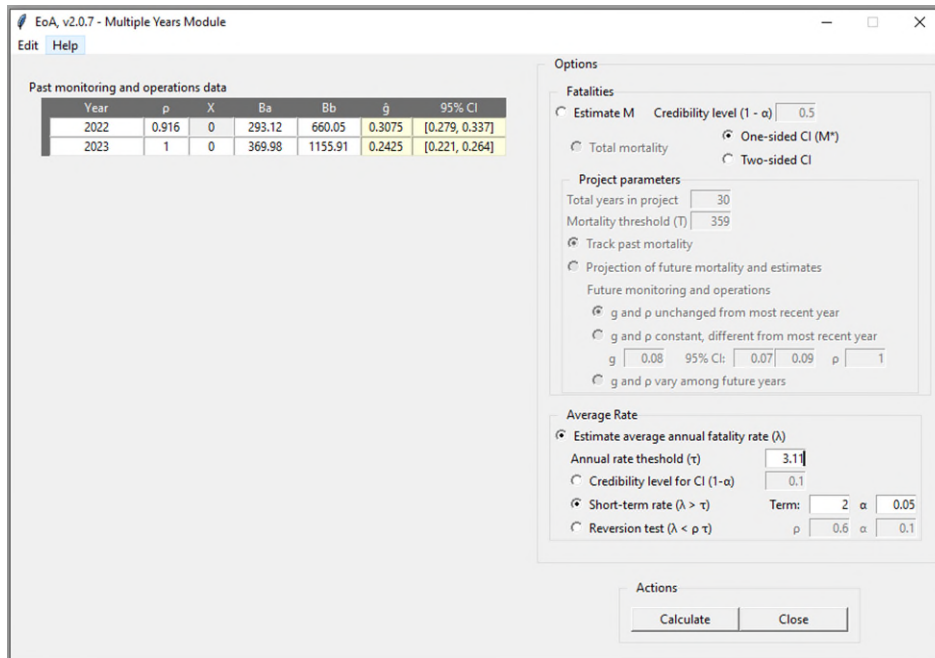 EoA, v2.0.7 - Multiple Years Module
Edit Help
Past monitoring and operations data
Year ρ X Ba Bb ĝ 95% CI
2022 0.916 0 293.12 660.05 0.3075 [0.279, 0.337]
2023 1 0 369.98 1155.91 0.2425 [0.221, 0.264]
Options
Fatalities
Estimate M Credibility level (1 - α) 0.5
Total mortality One-sided CI (M*)
Two-sided CI
Project parameters
Total years in project 30
Mortality threshold (T) 359
Track past mortality
Projection of future mortality and estimates
Future monitoring and operations
g and ρ unchanged from most recent year
g and ρ constant, different from most recent year
g 0.08 95% CI: 0.07 0.09 ρ 1
g and ρ vary among future years
Average Rate
Estimate average annual fatality rate (λ)
Annual rate theshold (τ) 3.11
Credibility level for CI (1-α) 0.1
Short-term rate (λ > τ) Term: 2 α 0.05
Reversion test (λ < ρ τ) ρ 0.6 α 0.1
Actions
Calculate Close